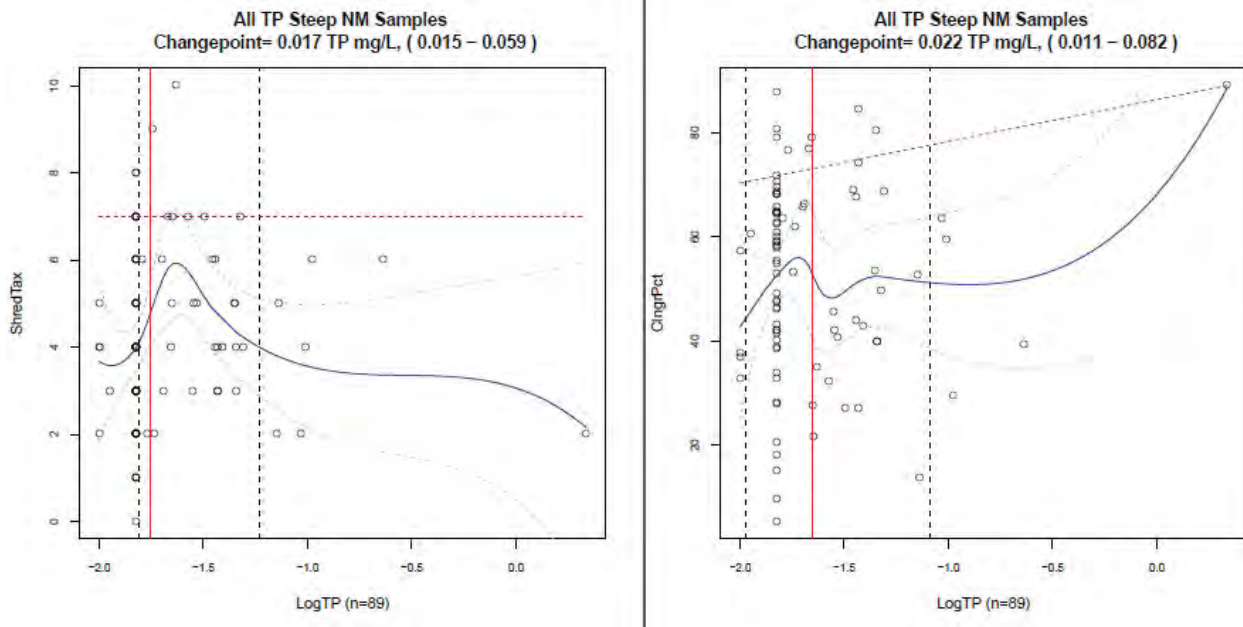 All TP Steep NM Samples
Changepoint= 0.017 TP mg/L, ( 0.015 − 0.059 )
10
8
6
4
2
0
ShredTax
−2.0 −1.5 −1.0 −0.5 0.0
LogTP (n=89)
All TP Steep NM Samples
Changepoint= 0.022 TP mg/L, ( 0.011 − 0.082 )
80
60
40
20
ClngrPct
−2.0 −1.5 −1.0 −0.5 0.0
LogTP (n=89)